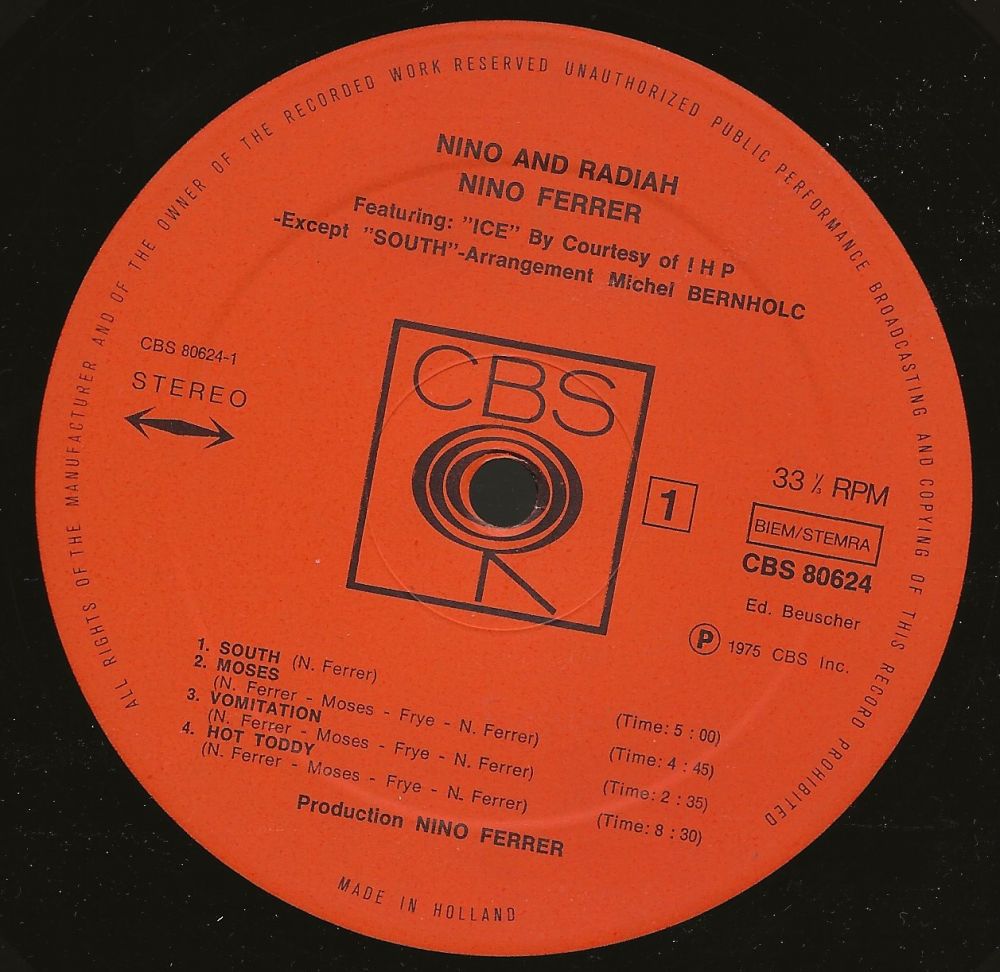 ALL RIGHTS OF THE MANUFACTURER AND OF THE OWNER OF THE RECORDED WORK RESERVED UNAUTHORIZED PUBLIC PERFORMANCE BROADCASTING AND COPYING OF THIS RECORD PROHIBITED
NINO AND RADIAH
NINO FERRER
Featuring: "ICE" By Courtesy of I H P
-Except "SOUTH"-Arrangement Michel BERNHOLC
CBS 80624-1
STEREO
CBS
1
33 ⅓ RPM
BIEM/STEMRA
CBS 80624
Ed. Beuscher
Ⓟ 1975 CBS Inc.
1. SOUTH (N. Ferrer) (Time: 5 : 00)
2. MOSES
(N. Ferrer - Moses - Frye - N. Ferrer) (Time: 4 : 45)
3. VOMITATION
(N. Ferrer - Moses - Frye - N. Ferrer) (Time: 2 : 35)
4. HOT TODDY
(N. Ferrer - Moses - Frye - N. Ferrer) (Time: 8 : 30)
Production NINO FERRER
MADE IN HOLLAND